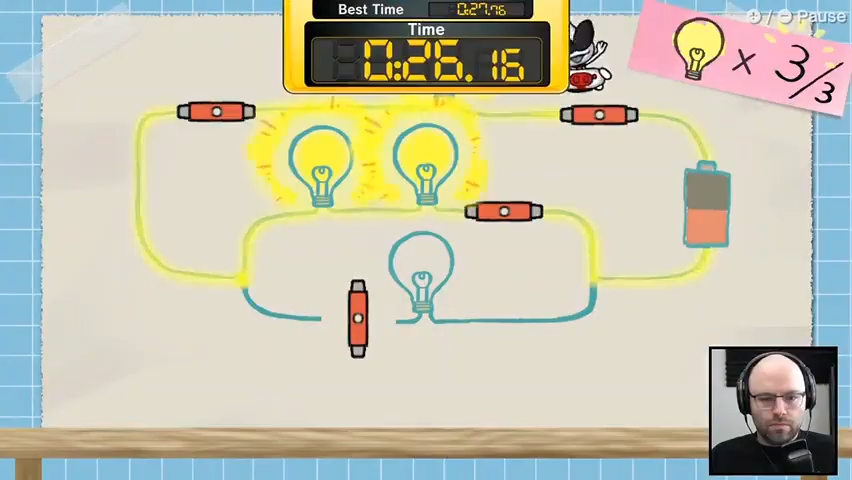 Best Time
0:27.76
Time
0:26.16
x 3/3
+ / - Pause